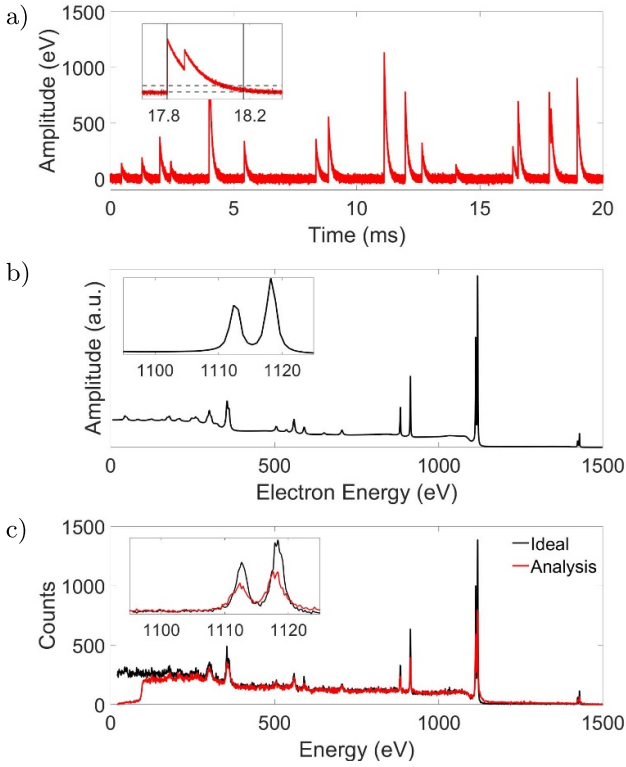 a)
Amplitude (eV)
1500
1000
500
0
17.8 18.2
0 5 10 15 20
Time (ms)
b)
Amplitude (a.u.)
1100 1110 1120
0 500 1000 1500
Electron Energy (eV)
c)
Counts
1500
1000
500
0
1100 1110 1120
Ideal
Analysis
0 500 1000 1500
Energy (eV)